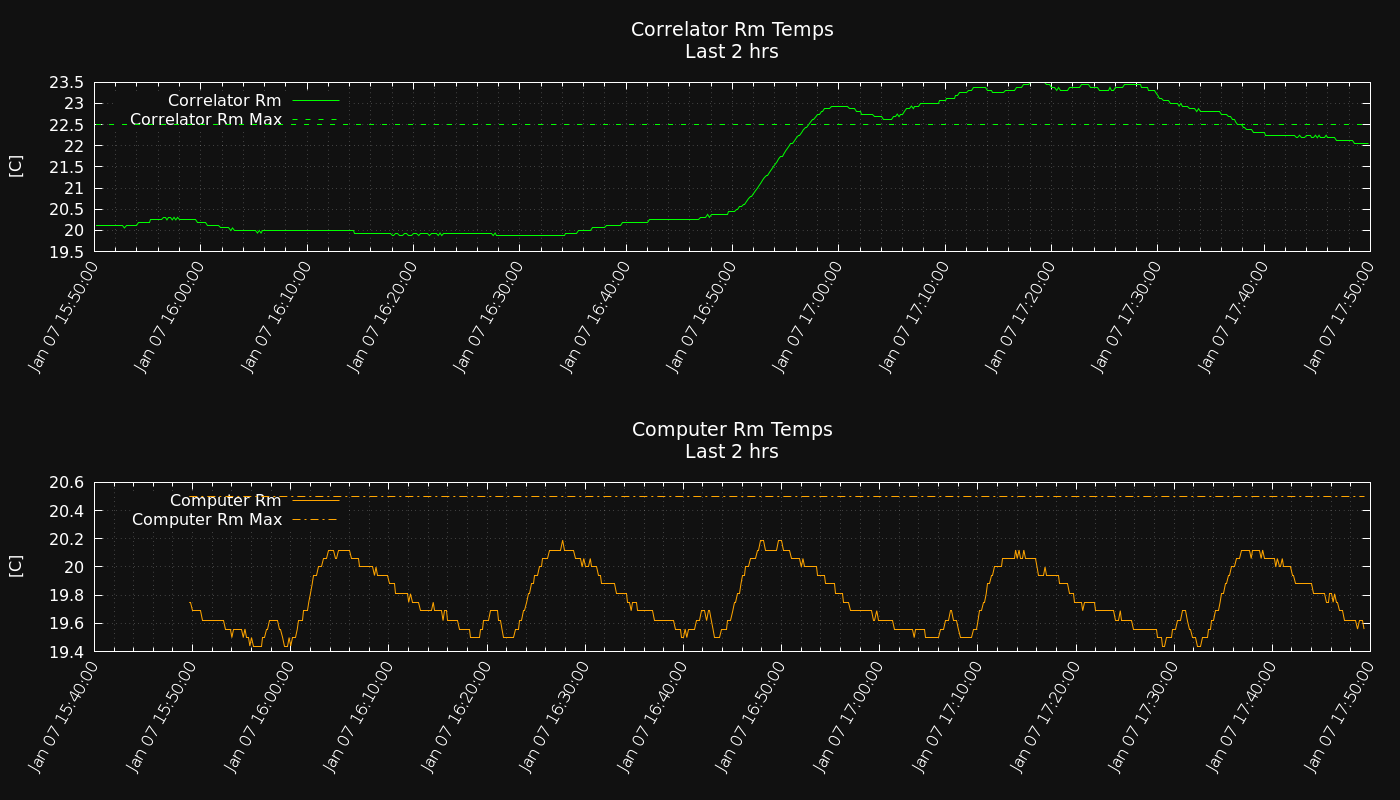 Correlator Rm Temps
Last 2 hrs
23.5
23
22.5
22
21.5
21
20.5
20
19.5
[C]
Correlator Rm
Correlator Rm Max
Jan 07 15:50:00
Jan 07 16:00:00
Jan 07 16:10:00
Jan 07 16:20:00
Jan 07 16:30:00
Jan 07 16:40:00
Jan 07 16:50:00
Jan 07 17:00:00
Jan 07 17:10:00
Jan 07 17:20:00
Jan 07 17:30:00
Jan 07 17:40:00
Jan 07 17:50:00
Computer Rm Temps
Last 2 hrs
20.6
20.4
20.2
20
19.8
19.6
19.4
[C]
Computer Rm
Computer Rm Max
Jan 07 15:40:00
Jan 07 15:50:00
Jan 07 16:00:00
Jan 07 16:10:00
Jan 07 16:20:00
Jan 07 16:30:00
Jan 07 16:40:00
Jan 07 16:50:00
Jan 07 17:00:00
Jan 07 17:10:00
Jan 07 17:20:00
Jan 07 17:30:00
Jan 07 17:40:00
Jan 07 17:50:00